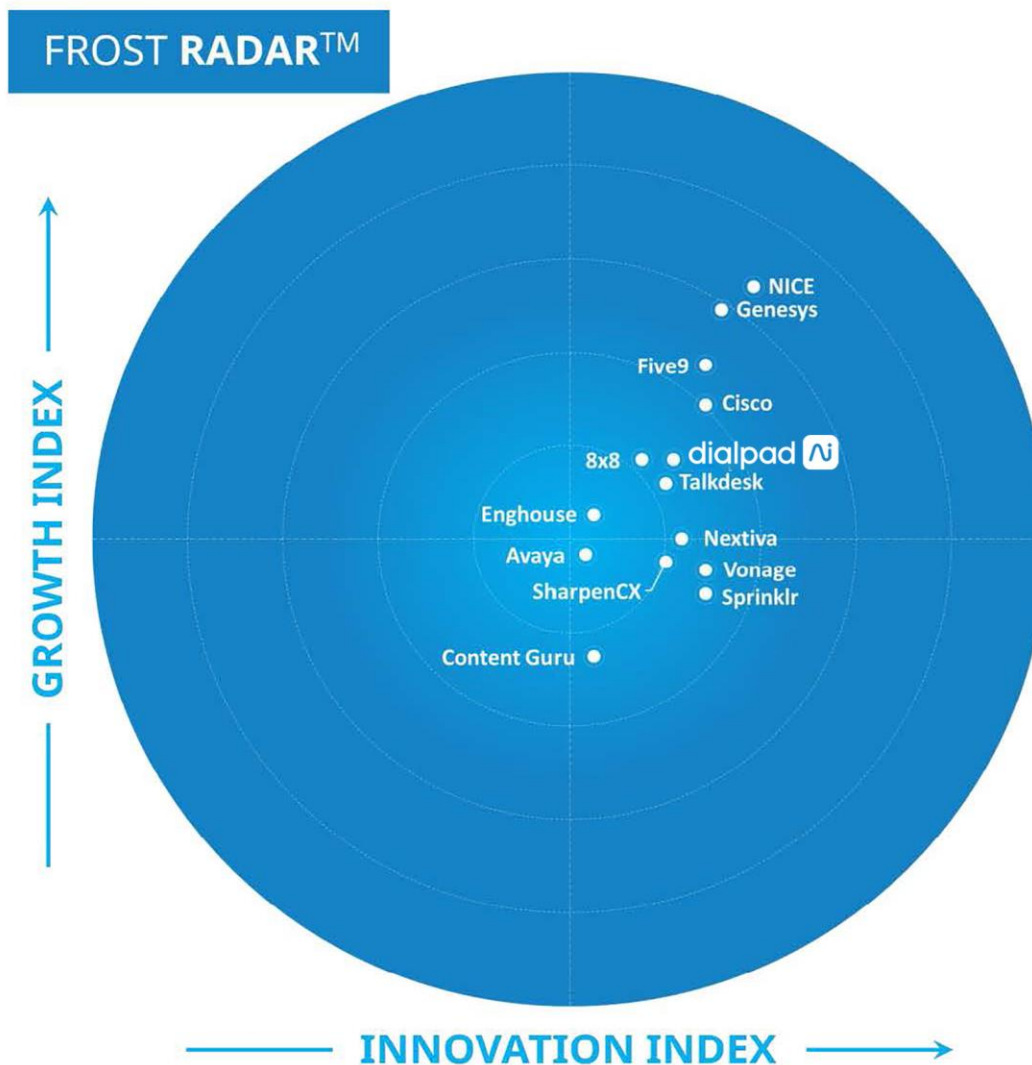 FROST RADAR™
NICE
Genesys
Five9
Cisco
8x8
dialpad Ai
Talkdesk
Enghouse
Nextiva
Avaya
Vonage
SharpenCX
Sprinklr
Content Guru
GROWTH INDEX
INNOVATION INDEX